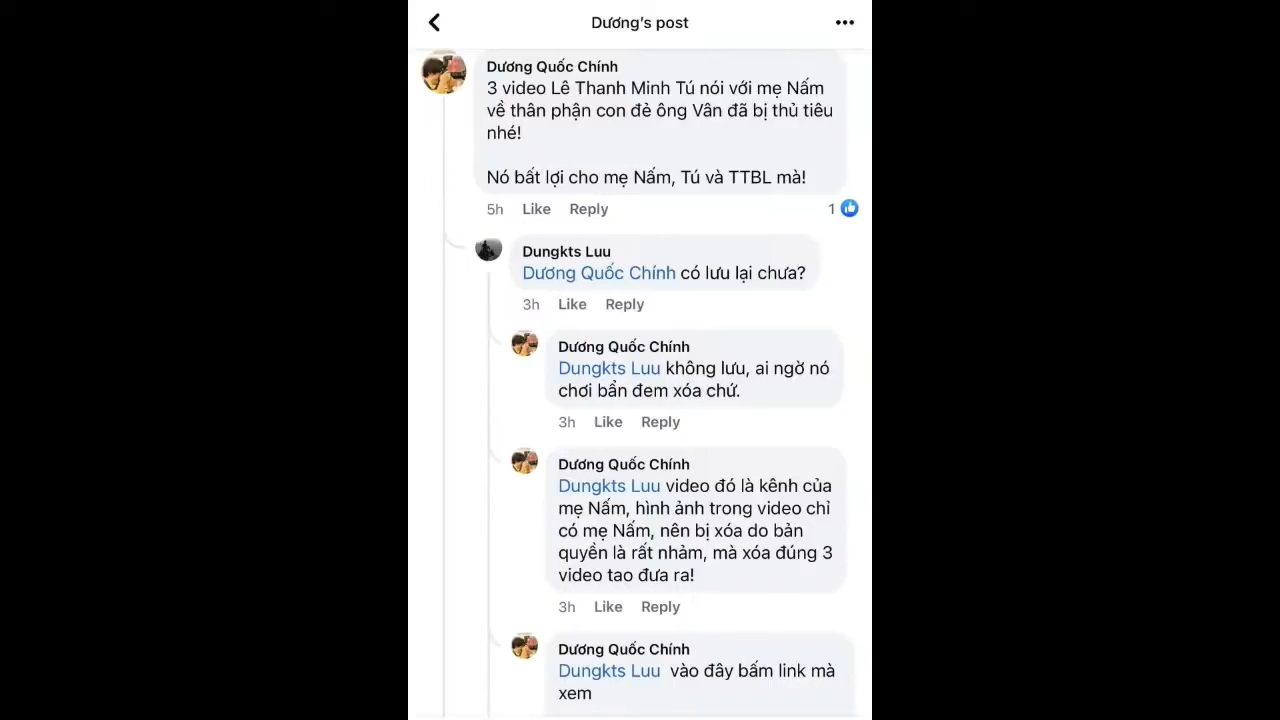 Dương's post
Dương Quốc Chính
3 video Lê Thanh Minh Tú nói với mẹ Nấm
về thân phận con đẻ ông Vân đã bị thủ tiêu
nhé!
Nó bất lợi cho mẹ Nấm, Tú và TTBL mà!
5h Like Reply 1
Dungkts Luu
Dương Quốc Chính có lưu lại chưa?
3h Like Reply
Dương Quốc Chính
Dungkts Luu không lưu, ai ngờ nó
chơi bẩn đem xóa chứ.
3h Like Reply
Dương Quốc Chính
Dungkts Luu video đó là kênh của
mẹ Nấm, hình ảnh trong video chỉ
có mẹ Nấm, nên bị xóa do bản
quyền là rất nhảm, mà xóa đúng 3
video tao đưa ra!
3h Like Reply
Dương Quốc Chính
Dungkts Luu vào đây bấm link mà
xem